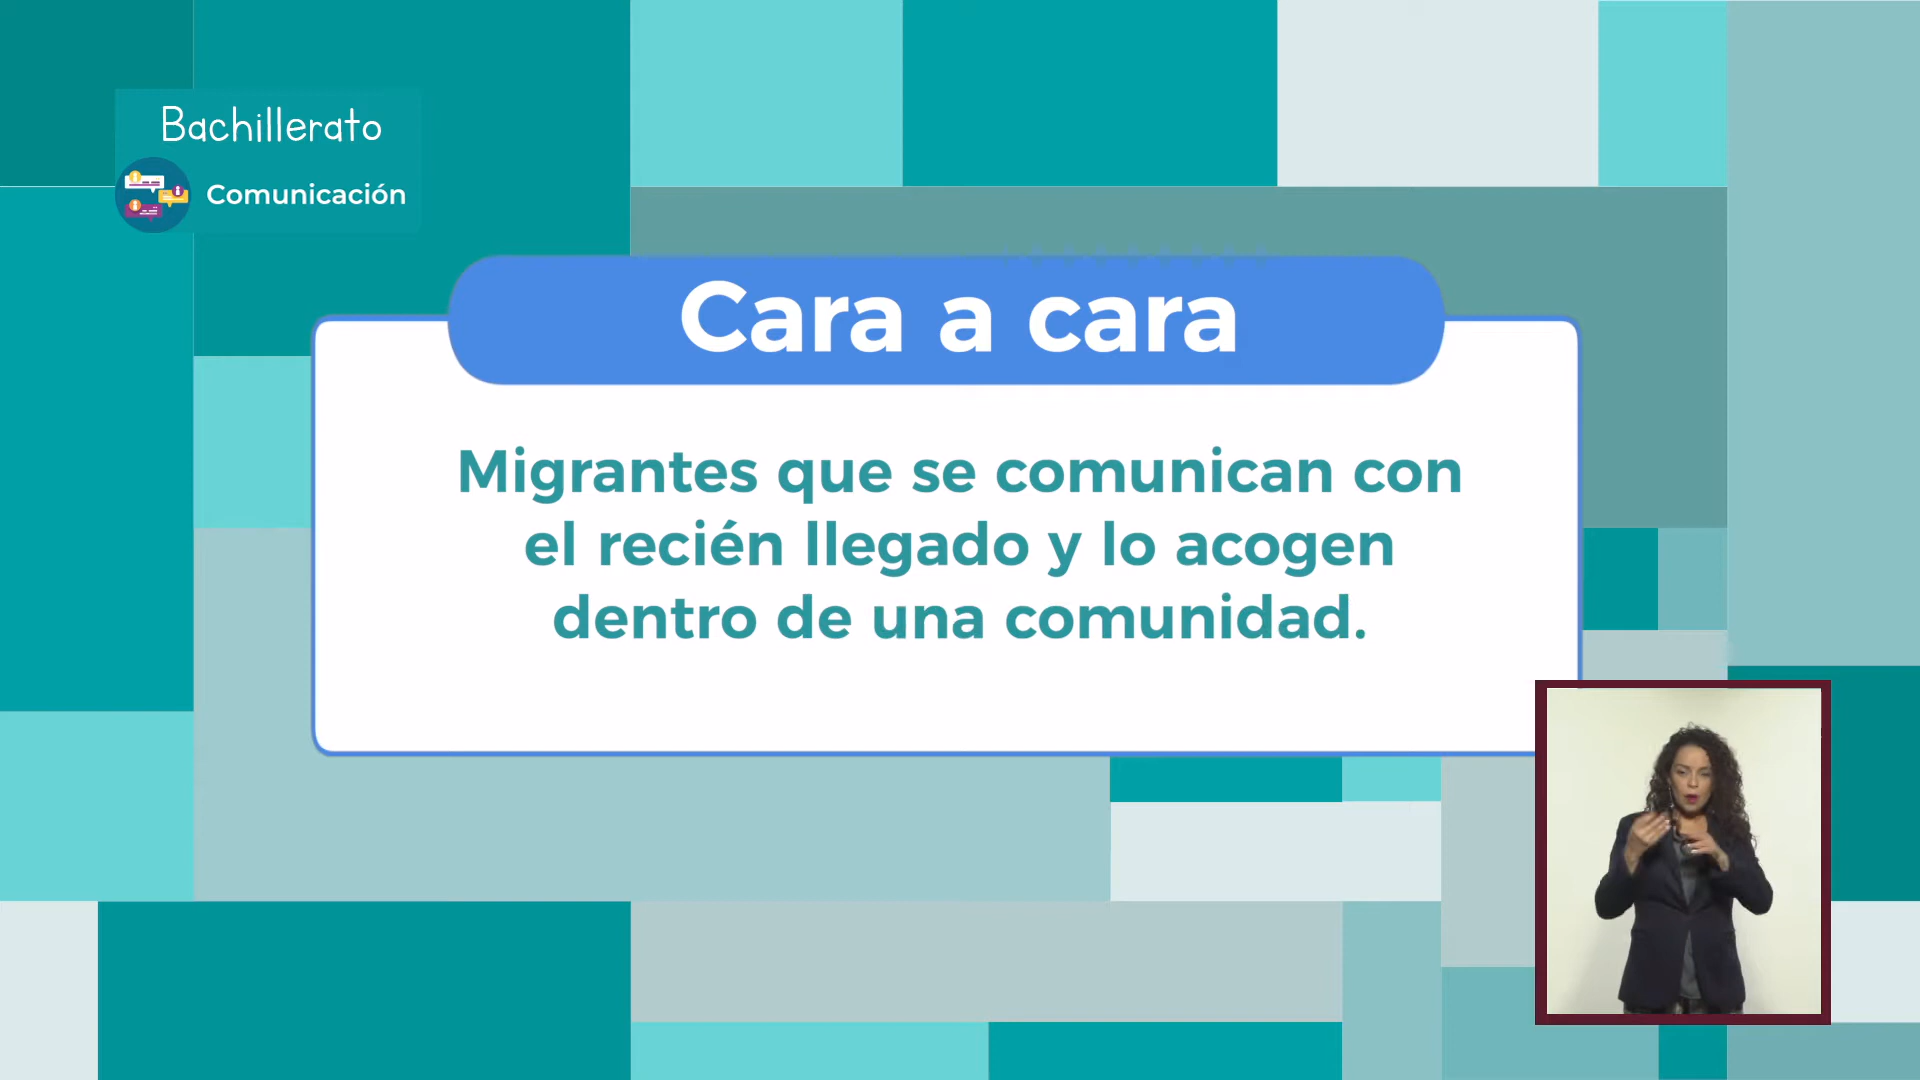 Bachillerato
Comunicación
Cara a cara
Migrantes que se comunican con
el recién llegado y lo acogen
dentro de una comunidad.